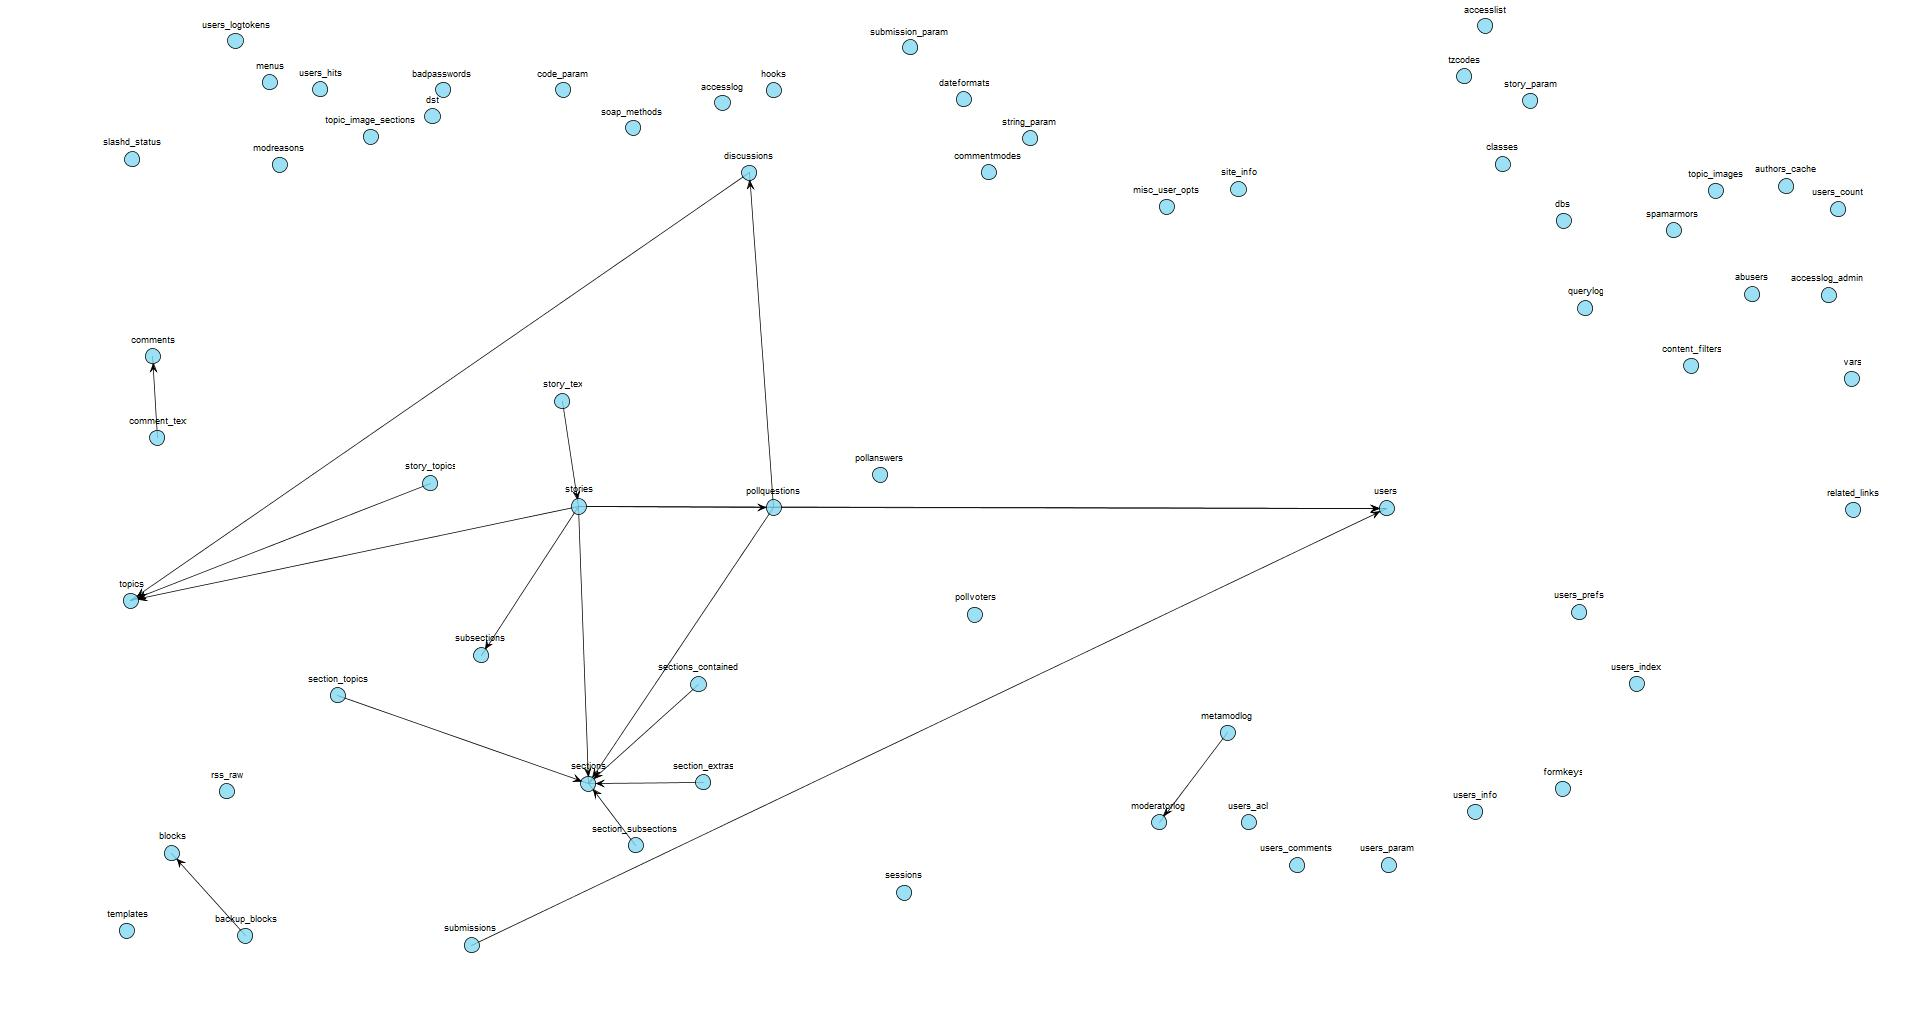 accesslist
users_logtokens
submission_param
tzcodes
menus
users_hits
badpasswords
code_param
hooks
accesslog
dateformats
story_param
dst
soap_methods
topic_image_sections
string_param
slashd_status
modreasons
discussions
commentmodes
classes
site_info
topic_images
authors_cache
misc_user_opts
users_count
dbs
spamarmors
abusers
accesslog_admin
querylog
comments
content_filters
vars
story_tex
comment_tex
pollanswers
story_topics
stories
pollquestions
users
related_links
topics
pollvoters
users_prefs
subsections
sections_contained
users_index
section_topics
metamodlog
sections
section_extras
rss_raw
formkeys
users_info
moderatorlog
users_acl
section_subsections
blocks
users_comments
users_param
sessions
templates
backup_blocks
submissions